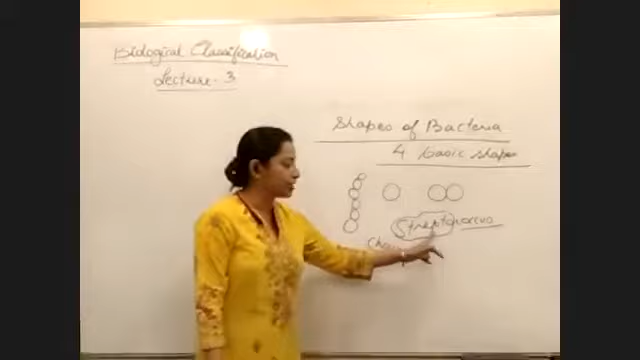 Biological Classification
Lecture - 3
Shapes of Bacteria
4 basic shapes
Streptococcus